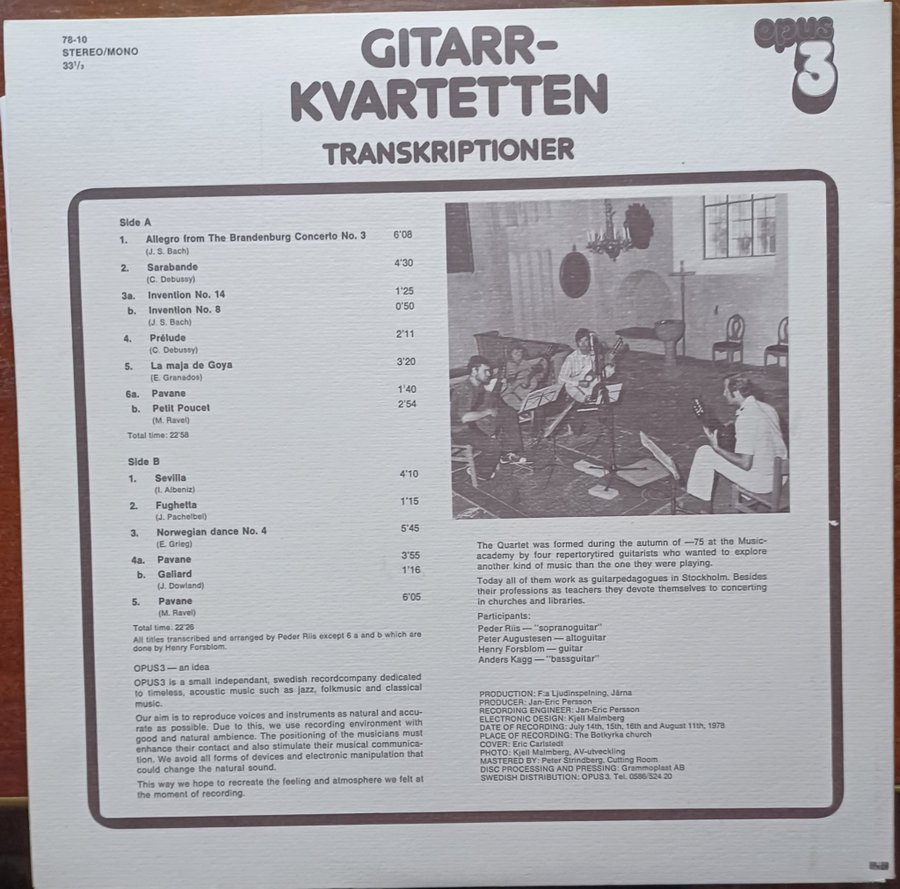 78-10
STEREO/MONO
33 1/3
GITARR-
KVARTETTEN
TRANSKRIPTIONER
opus
3
Side A
1. Allegro from The Brandenburg Concerto No. 3 6'08
(J. S. Bach)
2. Sarabande 4'30
(C. Debussy)
3a. Invention No. 14 1'25
b. Invention No. 8 0'50
(J. S. Bach)
4. Prélude 2'11
(C. Debussy)
5. La maja de Goya 3'20
(E. Granados)
6a. Pavane 1'40
b. Petit Poucet 2'54
(M. Ravel)
Total time: 22'58
Side B
1. Sevilla 4'10
(I. Albeniz)
2. Fughetta 1'15
(J. Pachelbel)
3. Norwegian dance No. 4 5'45
(E. Grieg)
4a. Pavane 3'55
b. Galiard 1'16
(J. Dowland)
5. Pavane 6'05
(M. Ravel)
Total time: 22'26
All titles transcribed and arranged by Peder Riis except 6 a and b which are
done by Henry Forsblom.
OPUS3 — an idea
OPUS3 is a small independant, swedish recordcompany dedicated
to timeless, acoustic music such as jazz, folkmusic and classical
music.
Our aim is to reproduce voices and instruments as natural and accu-
rate as possible. Due to this, we use recording environment with
good and natural ambience. The positioning of the musicians must
enhance their contact and also stimulate their musical communica-
tion. We avoid all forms of devices and electronic manipulation that
could change the natural sound.
This way we hope to recreate the feeling and atmosphere we felt at
the moment of recording.
The Quartet was formed during the autumn of —75 at the Music-
academy by four repertorytired guitarists who wanted to explore
another kind of music than the one they were playing.
Today all of them work as guitarpedagogues in Stockholm. Besides
their professions as teachers they devote themselves to concerting
in churches and libraries.
Participants:
Peder Riis — "sopranoguitar"
Peter Augustesen — altoguitar
Henry Forsblom — guitar
Anders Kagg — "bassguitar"
PRODUCTION: F:a Ljudinspelning, Järna
PRODUCER: Jan-Eric Persson
RECORDING ENGINEER: Jan-Eric Persson
ELECTRONIC DESIGN: Kjell Malmberg
DATE OF RECORDING: July 14th, 15th, 16th and August 11th, 1978
PLACE OF RECORDING: The Botkyrka church
COVER: Eric Carlstedt
PHOTO: Kjell Malmberg, AV-utveckling
MASTERED BY: Peter Strindberg, Cutting Room
DISC PROCESSING AND PRESSING: Grammoplast AB
SWEDISH DISTRIBUTION: OPUS3. Tel. 0586/524 20